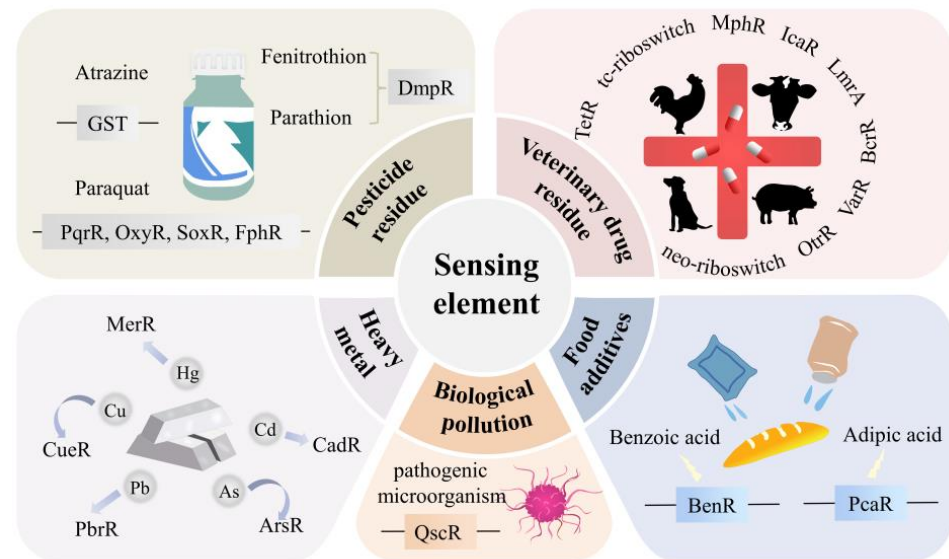 Atrazine
GST
Paraquat
PqrR, OxyR, SoxR, FphR
Fenitrothion
Parathion
DmpR
Pesticide
residue
TetR
tc-riboswitch
MphR
IcaR
LmrA
BcrR
VarR
OtrR
neo-riboswitch
Veterinary drug
residue
Sensing
element
Heavy
metal
MerR
Hg
Cu
CueR
Cd
CadR
Pb
PbrR
As
ArsR
Biological
pollution
pathogenic
microorganism
QscR
Food
additives
Benzoic acid
Adipic acid
BenR
PcaR